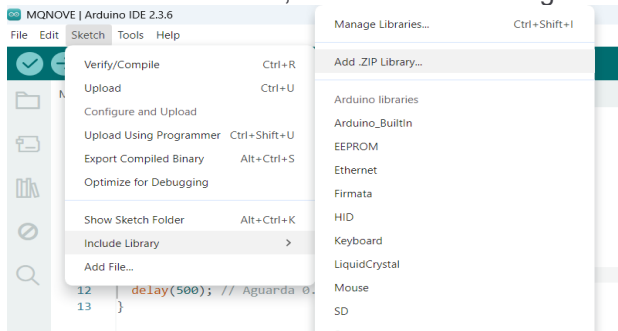 MQNOVE | Arduino IDE 2.3.6
File Edit Sketch Tools Help
Verify/Compile Ctrl+R
Upload Ctrl+U
Configure and Upload
Upload Using Programmer Ctrl+Shift+U
Export Compiled Binary Alt+Ctrl+S
Optimize for Debugging
Show Sketch Folder Alt+Ctrl+K
Include Library >
Add File...
Manage Libraries... Ctrl+Shift+I
Add .ZIP Library...
Arduino libraries
Arduino_BuiltIn
EEPROM
Ethernet
Firmata
HID
Keyboard
LiquidCrystal
Mouse
SD
12 delay(500); // Aguarda 0.
13 }